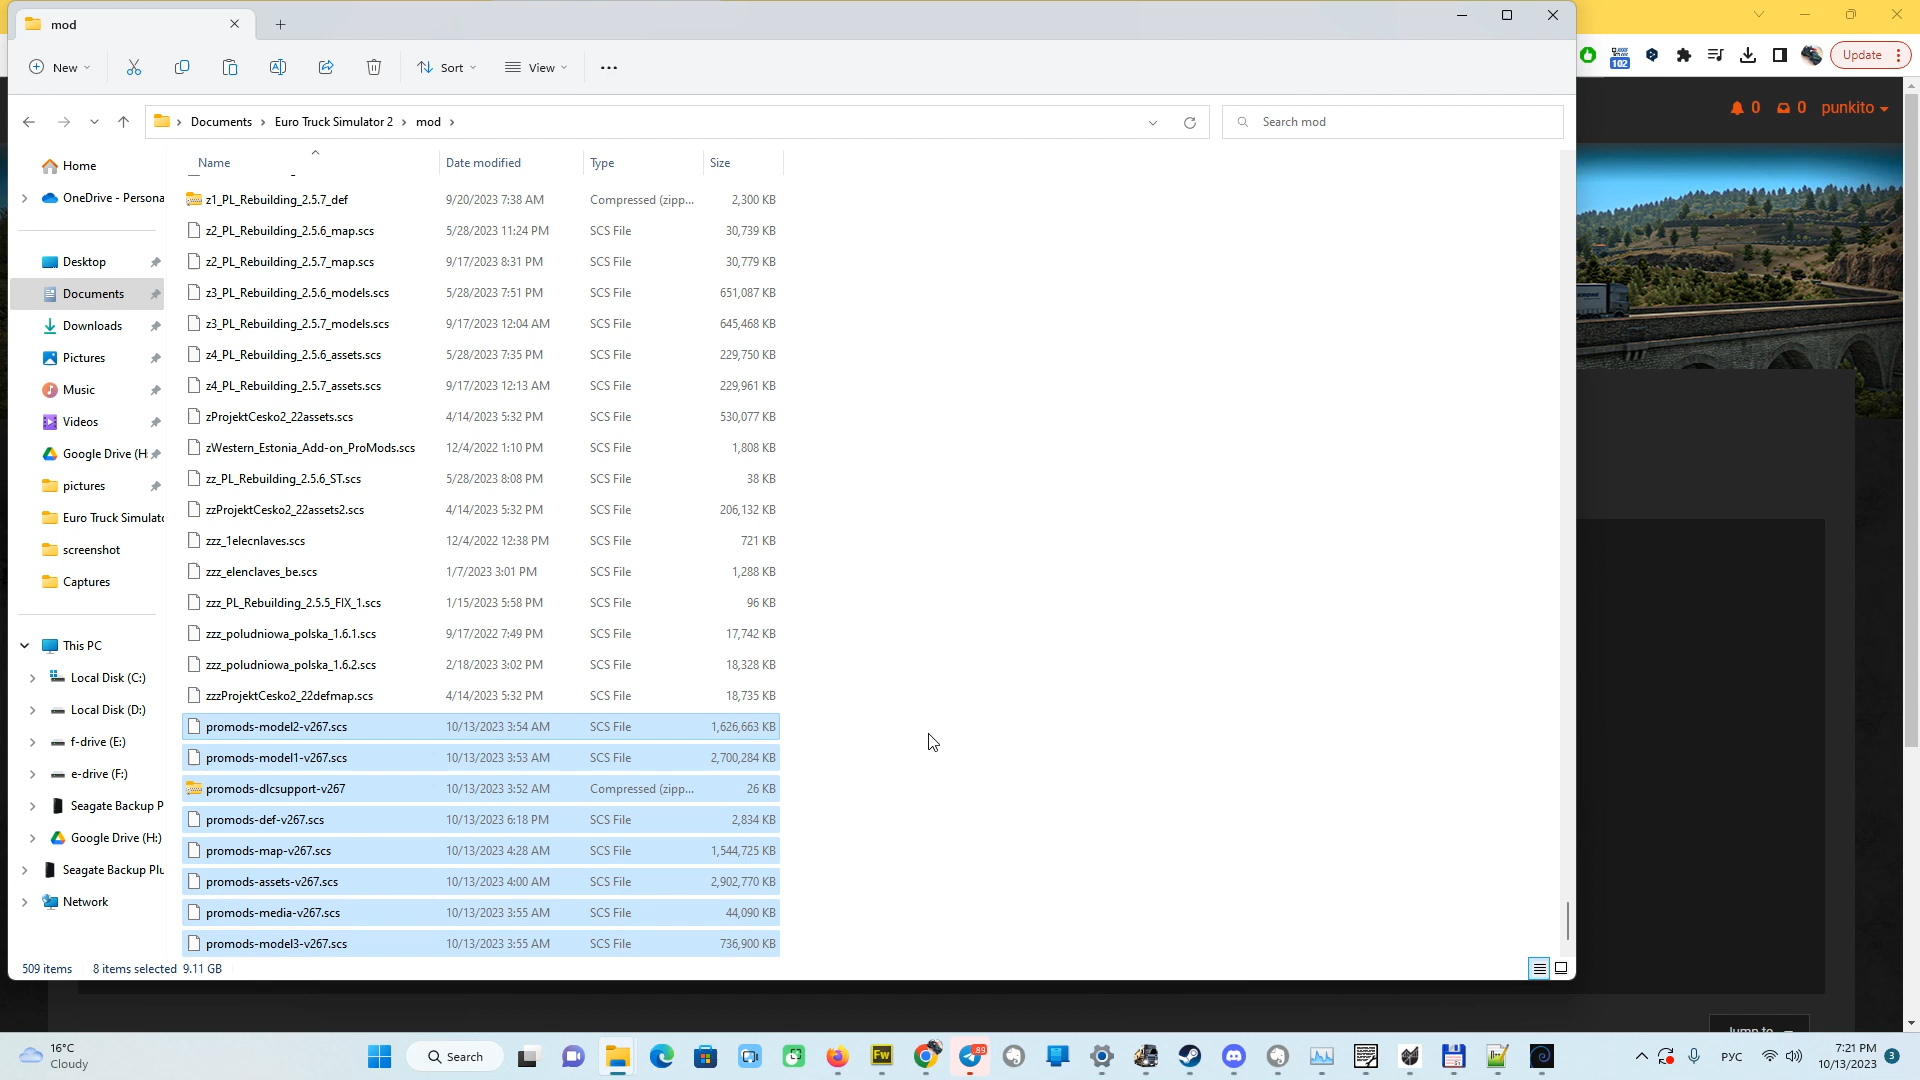 mod
New
Sort
View
Documents
Euro Truck Simulator 2
mod
Search mod
Update
102
0
0
punkito
Home
OneDrive - Persona
Desktop
Documents
Downloads
Pictures
Music
Videos
Google Drive (H:
pictures
Euro Truck Simulato
screenshot
Captures
This PC
Local Disk (C:)
Local Disk (D:)
f-drive (E:)
e-drive (F:)
Seagate Backup P
Google Drive (H:)
Seagate Backup Plu
Network
Name Date modified Type Size
z1_PL_Rebuilding_2.5.7_def 9/20/2023 7:38 AM Compressed (zipp... 2,300 KB
z2_PL_Rebuilding_2.5.6_map.scs 5/28/2023 11:24 PM SCS File 30,739 KB
z2_PL_Rebuilding_2.5.7_map.scs 9/17/2023 8:31 PM SCS File 30,779 KB
z3_PL_Rebuilding_2.5.6_models.scs 5/28/2023 7:51 PM SCS File 651,087 KB
z3_PL_Rebuilding_2.5.7_models.scs 9/17/2023 12:04 AM SCS File 645,468 KB
z4_PL_Rebuilding_2.5.6_assets.scs 5/28/2023 7:35 PM SCS File 229,750 KB
z4_PL_Rebuilding_2.5.7_assets.scs 9/17/2023 12:13 AM SCS File 229,961 KB
zProjektCesko2_22assets.scs 4/14/2023 5:32 PM SCS File 530,077 KB
zWestern_Estonia_Add-on_ProMods.scs 12/4/2022 1:10 PM SCS File 1,808 KB
zz_PL_Rebuilding_2.5.6_ST.scs 5/28/2023 8:08 PM SCS File 38 KB
zzProjektCesko2_22assets2.scs 4/14/2023 5:32 PM SCS File 206,132 KB
zzz_1elecnlaves.scs 12/4/2022 12:38 PM SCS File 721 KB
zzz_elenclaves_be.scs 1/7/2023 3:01 PM SCS File 1,288 KB
zzz_PL_Rebuilding_2.5.5_FIX_1.scs 1/15/2023 5:58 PM SCS File 96 KB
zzz_poludniowa_polska_1.6.1.scs 9/17/2022 7:49 PM SCS File 17,742 KB
zzz_poludniowa_polska_1.6.2.scs 2/18/2023 3:02 PM SCS File 18,328 KB
zzzProjektCesko2_22defmap.scs 4/14/2023 5:32 PM SCS File 18,735 KB
promods-model2-v267.scs 10/13/2023 3:54 AM SCS File 1,626,663 KB
promods-model1-v267.scs 10/13/2023 3:53 AM SCS File 2,700,284 KB
promods-dlcsupport-v267 10/13/2023 3:52 AM Compressed (zipp... 26 KB
promods-def-v267.scs 10/13/2023 6:18 PM SCS File 2,834 KB
promods-map-v267.scs 10/13/2023 4:28 AM SCS File 1,544,725 KB
promods-assets-v267.scs 10/13/2023 4:00 AM SCS File 2,902,770 KB
promods-media-v267.scs 10/13/2023 3:55 AM SCS File 44,090 KB
promods-model3-v267.scs 10/13/2023 3:55 AM SCS File 736,900 KB
509 items 8 items selected 9.11 GB
Jump to
16°C
Cloudy
Search
Fw
89
РУС
7:21 PM
10/13/2023
3